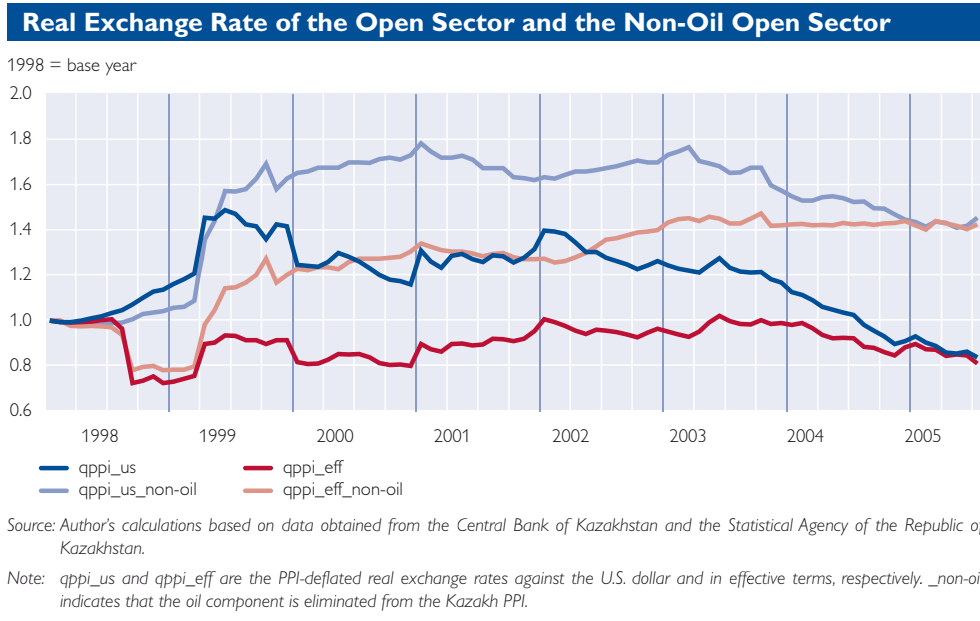 Real Exchange Rate of the Open Sector and the Non-Oil Open Sector
1998 = base year
2.0
1.8
1.6
1.4
1.2
1.0
0.8
0.6
1998 1999 2000 2001 2002 2003 2004 2005
qppi_us qppi_eff
qppi_us_non-oil qppi_eff_non-oil
Source: Author's calculations based on data obtained from the Central Bank of Kazakhstan and the Statistical Agency of the Republic of
Kazakhstan.
Note: qppi_us and qppi_eff are the PPI-deflated real exchange rates against the U.S. dollar and in effective terms, respectively. _non-oil
indicates that the oil component is eliminated from the Kazakh PPI.